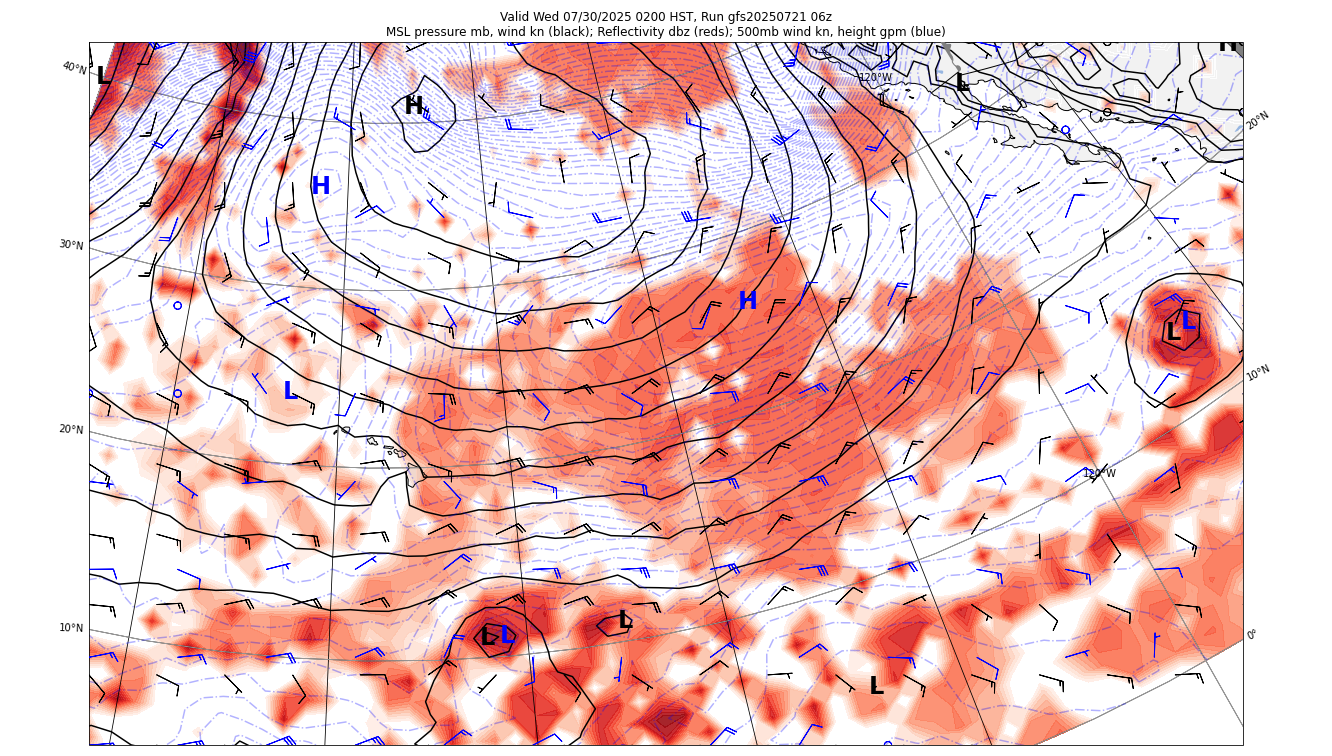 Valid Wed 07/30/2025 0200 HST, Run gfs20250721 06z
MSL pressure mb, wind kn (black); Reflectivity dbz (reds); 500mb wind kn, height gpm (blue)
H
40°N
L
120°W
L
H
20°N
H
30°N
H
L
L
10°N
L
20°N
120°W
10°N
L
L
L
0°
L